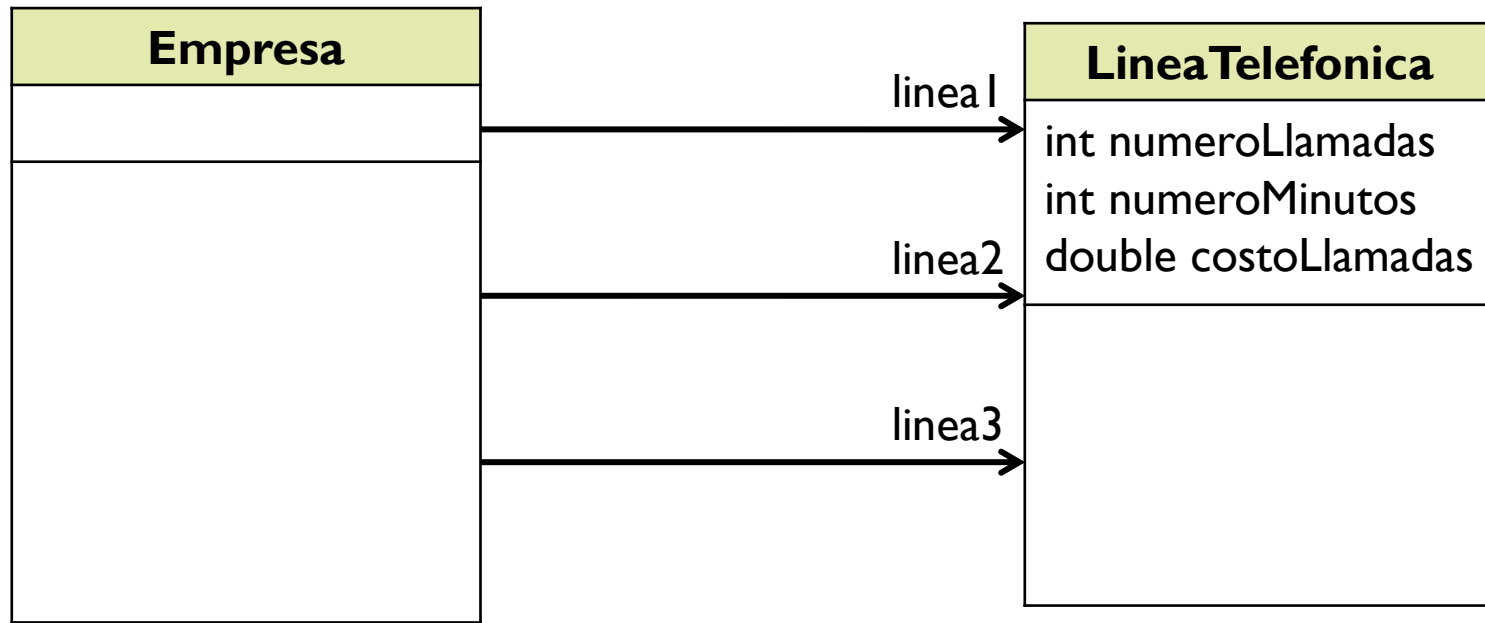 Empresa
linea1
linea2
linea3
LineaTelefonica
int numeroLlamadas
int numeroMinutos
double costoLlamadas